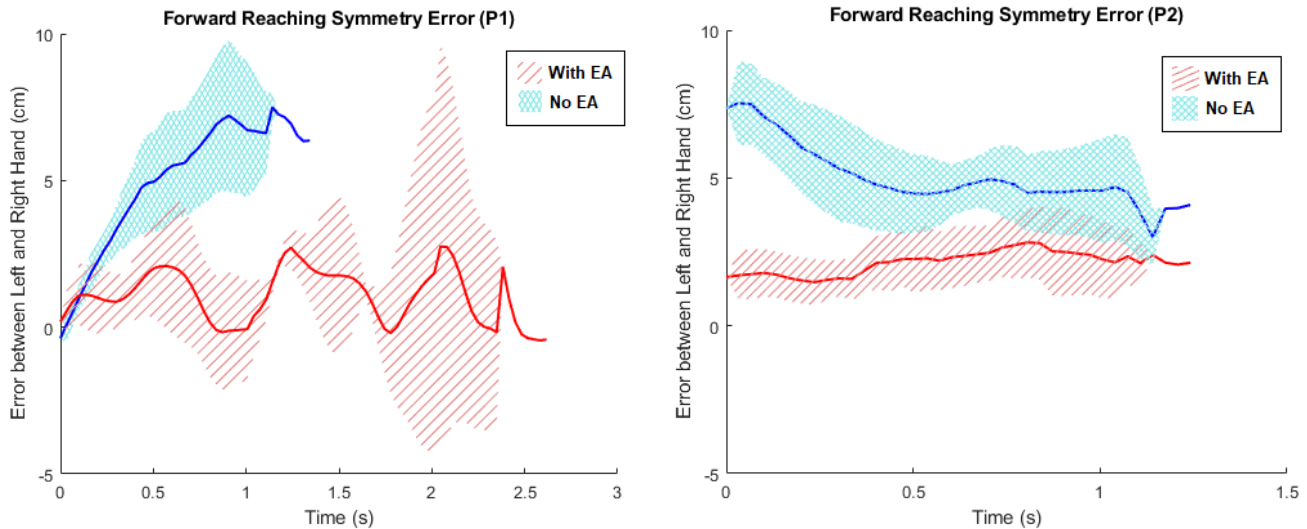 Forward Reaching Symmetry Error (P1)
Error between Left and Right Hand (cm)
10
5
0
-5
With EA
No EA
0
0.5
1
1.5
2
2.5
3
Time (s)
Forward Reaching Symmetry Error (P2)
Error between Left and Right Hand (cm)
10
5
0
-5
With EA
No EA
0
0.5
1
1.5
Time (s)